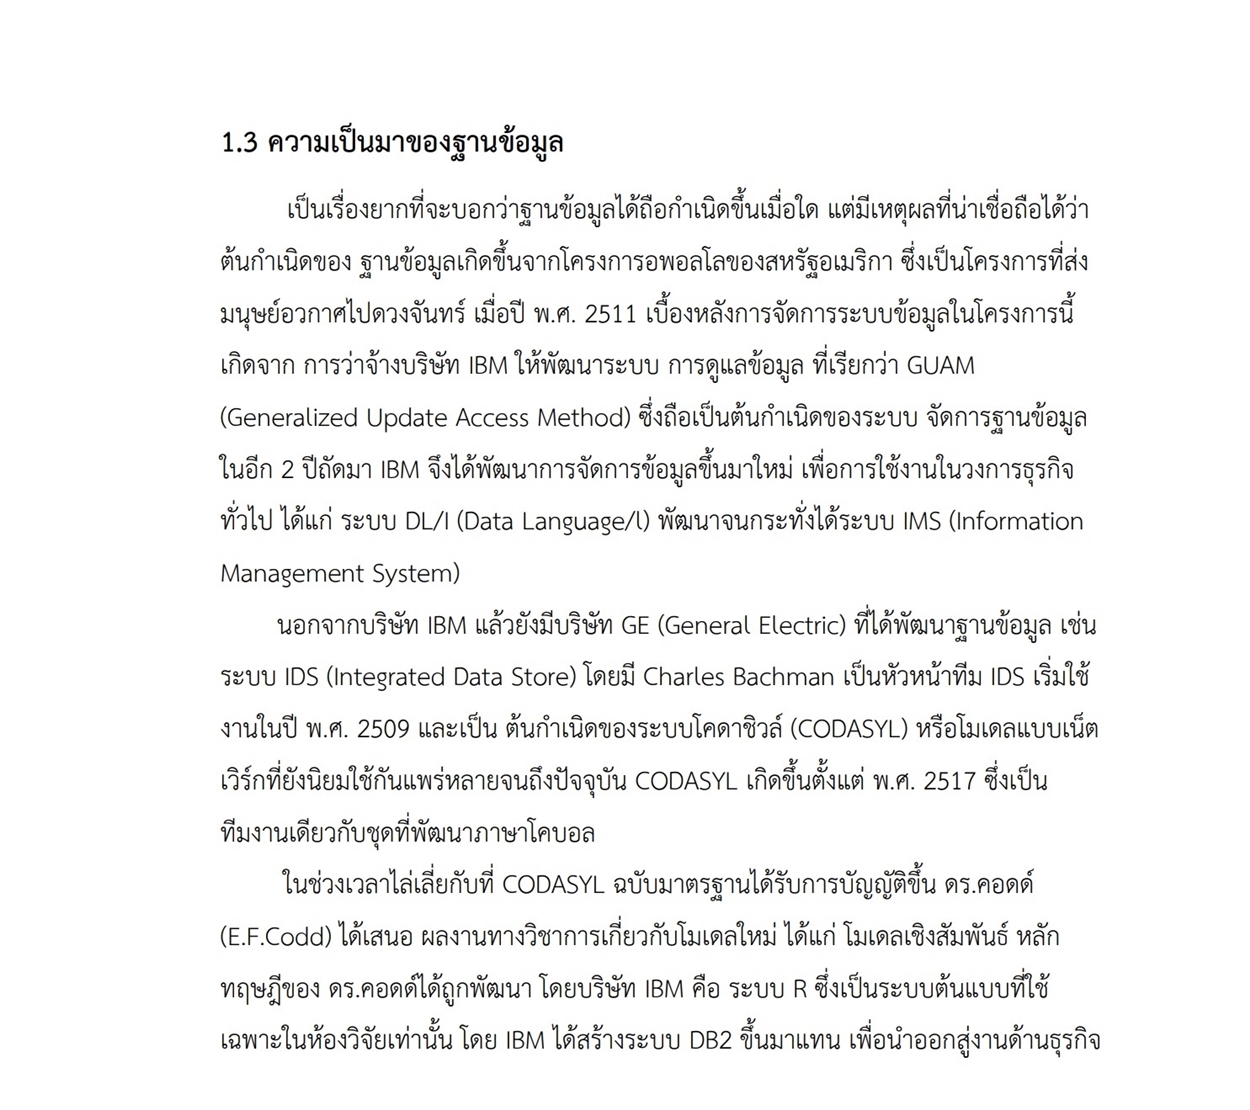 1.3 ความเป็นมาของฐานข้อมูล
เป็นเรื่องยากที่จะบอกว่าฐานข้อมูลได้ถือกำเนิดขึ้นเมื่อใด แต่มีเหตุผลที่น่าเชื่อถือได้ว่า
ต้นกำเนิดของ ฐานข้อมูลเกิดขึ้นจากโครงการอพอลโลของสหรัฐอเมริกา ซึ่งเป็นโครงการที่ส่ง
มนุษย์อวกาศไปดวงจันทร์ เมื่อปี พ.ศ. 2511 เบื้องหลังการจัดการระบบข้อมูลในโครงการนี้
เกิดจาก การว่าจ้างบริษัท IBM ให้พัฒนาระบบ การดูแลข้อมูล ที่เรียกว่า GUAM
(Generalized Update Access Method) ซึ่งถือเป็นต้นกำเนิดของระบบ จัดการฐานข้อมูล
ในอีก 2 ปีถัดมา IBM จึงได้พัฒนาการจัดการข้อมูลขึ้นมาใหม่ เพื่อการใช้งานในวงการธุรกิจ
ทั่วไป ได้แก่ ระบบ DL/I (Data Language/l) พัฒนาจนกระทั่งได้ระบบ IMS (Information
Management System)
นอกจากบริษัท IBM แล้วยังมีบริษัท GE (General Electric) ที่ได้พัฒนาฐานข้อมูล เช่น
ระบบ IDS (Integrated Data Store) โดยมี Charles Bachman เป็นหัวหน้าทีม IDS เริ่มใช้
งานในปี พ.ศ. 2509 และเป็น ต้นกำเนิดของระบบโคดาซิวล์ (CODASYL) หรือโมเดลแบบเน็ต
เวิร์กที่ยังนิยมใช้กันแพร่หลายจนถึงปัจจุบัน CODASYL เกิดขึ้นตั้งแต่ พ.ศ. 2517 ซึ่งเป็น
ทีมงานเดียวกับชุดที่พัฒนาภาษาโคบอล
ในช่วงเวลาไล่เลี่ยกับที่ CODASYL ฉบับมาตรฐานได้รับการบัญญัติขึ้น ดร.คอดด์
(E.F.Codd) ได้เสนอ ผลงานทางวิชาการเกี่ยวกับโมเดลใหม่ ได้แก่ โมเดลเชิงสัมพันธ์ หลัก
ทฤษฎีของ ดร.คอดด์ได้ถูกพัฒนา โดยบริษัท IBM คือ ระบบ R ซึ่งเป็นระบบต้นแบบที่ใช้
เฉพาะในห้องวิจัยเท่านั้น โดย IBM ได้สร้างระบบ DB2 ขึ้นมาแทน เพื่อนำออกสู่งานด้านธุรกิจ